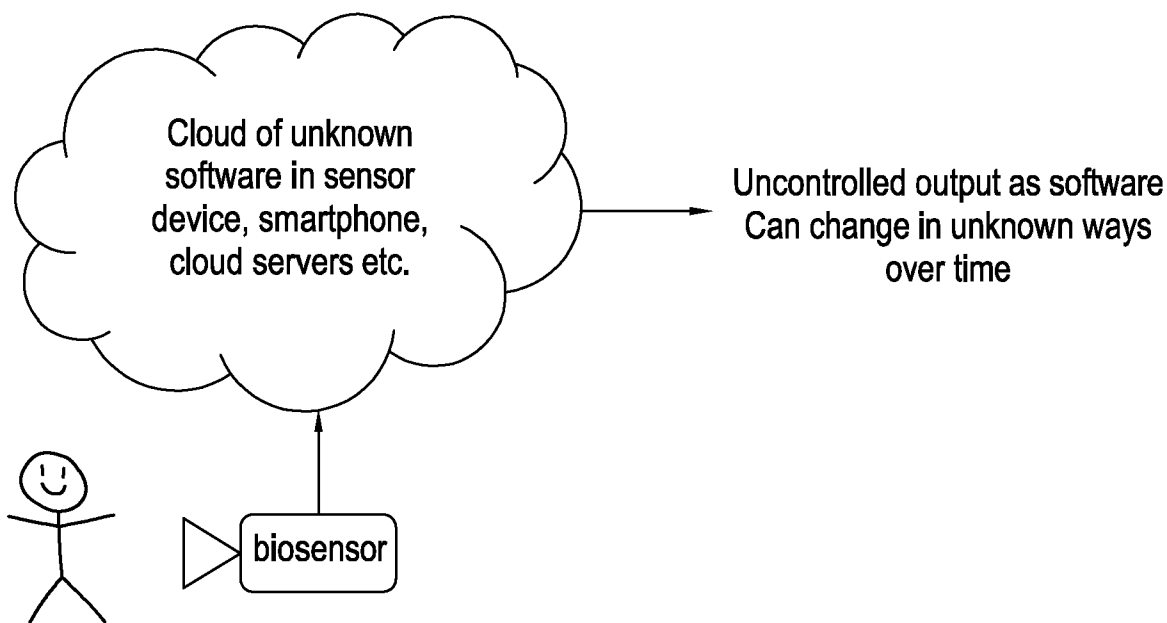 Cloud of unknown
software in sensor
device, smartphone,
cloud servers etc.
Uncontrolled output as software
Can change in unknown ways
over time
biosensor